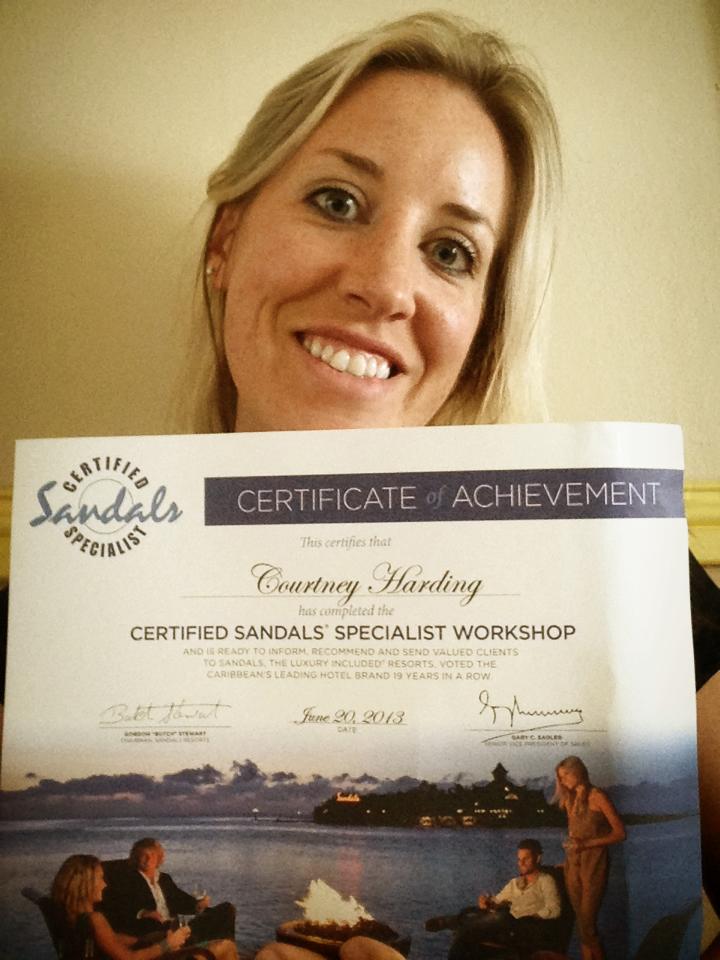 CERTIFIED
Sandals
SPECIALIST
CERTIFICATE of ACHIEVEMENT
This certifies that
Courtney Harding
has completed the
CERTIFIED SANDALS® SPECIALIST WORKSHOP
AND IS READY TO INFORM, RECOMMEND AND SEND VALUED CLIENTS
TO SANDALS, THE LUXURY INCLUDED® RESORTS, VOTED THE
CARIBBEAN'S LEADING HOTEL BRAND 19 YEARS IN A ROW.
June 20, 2013
GORDON "BUTCH" STEWART
CHAIRMAN, SANDALS RESORTS
DATE
GARY C. SADLER
SENIOR VICE PRESIDENT OF SALES
Sandals